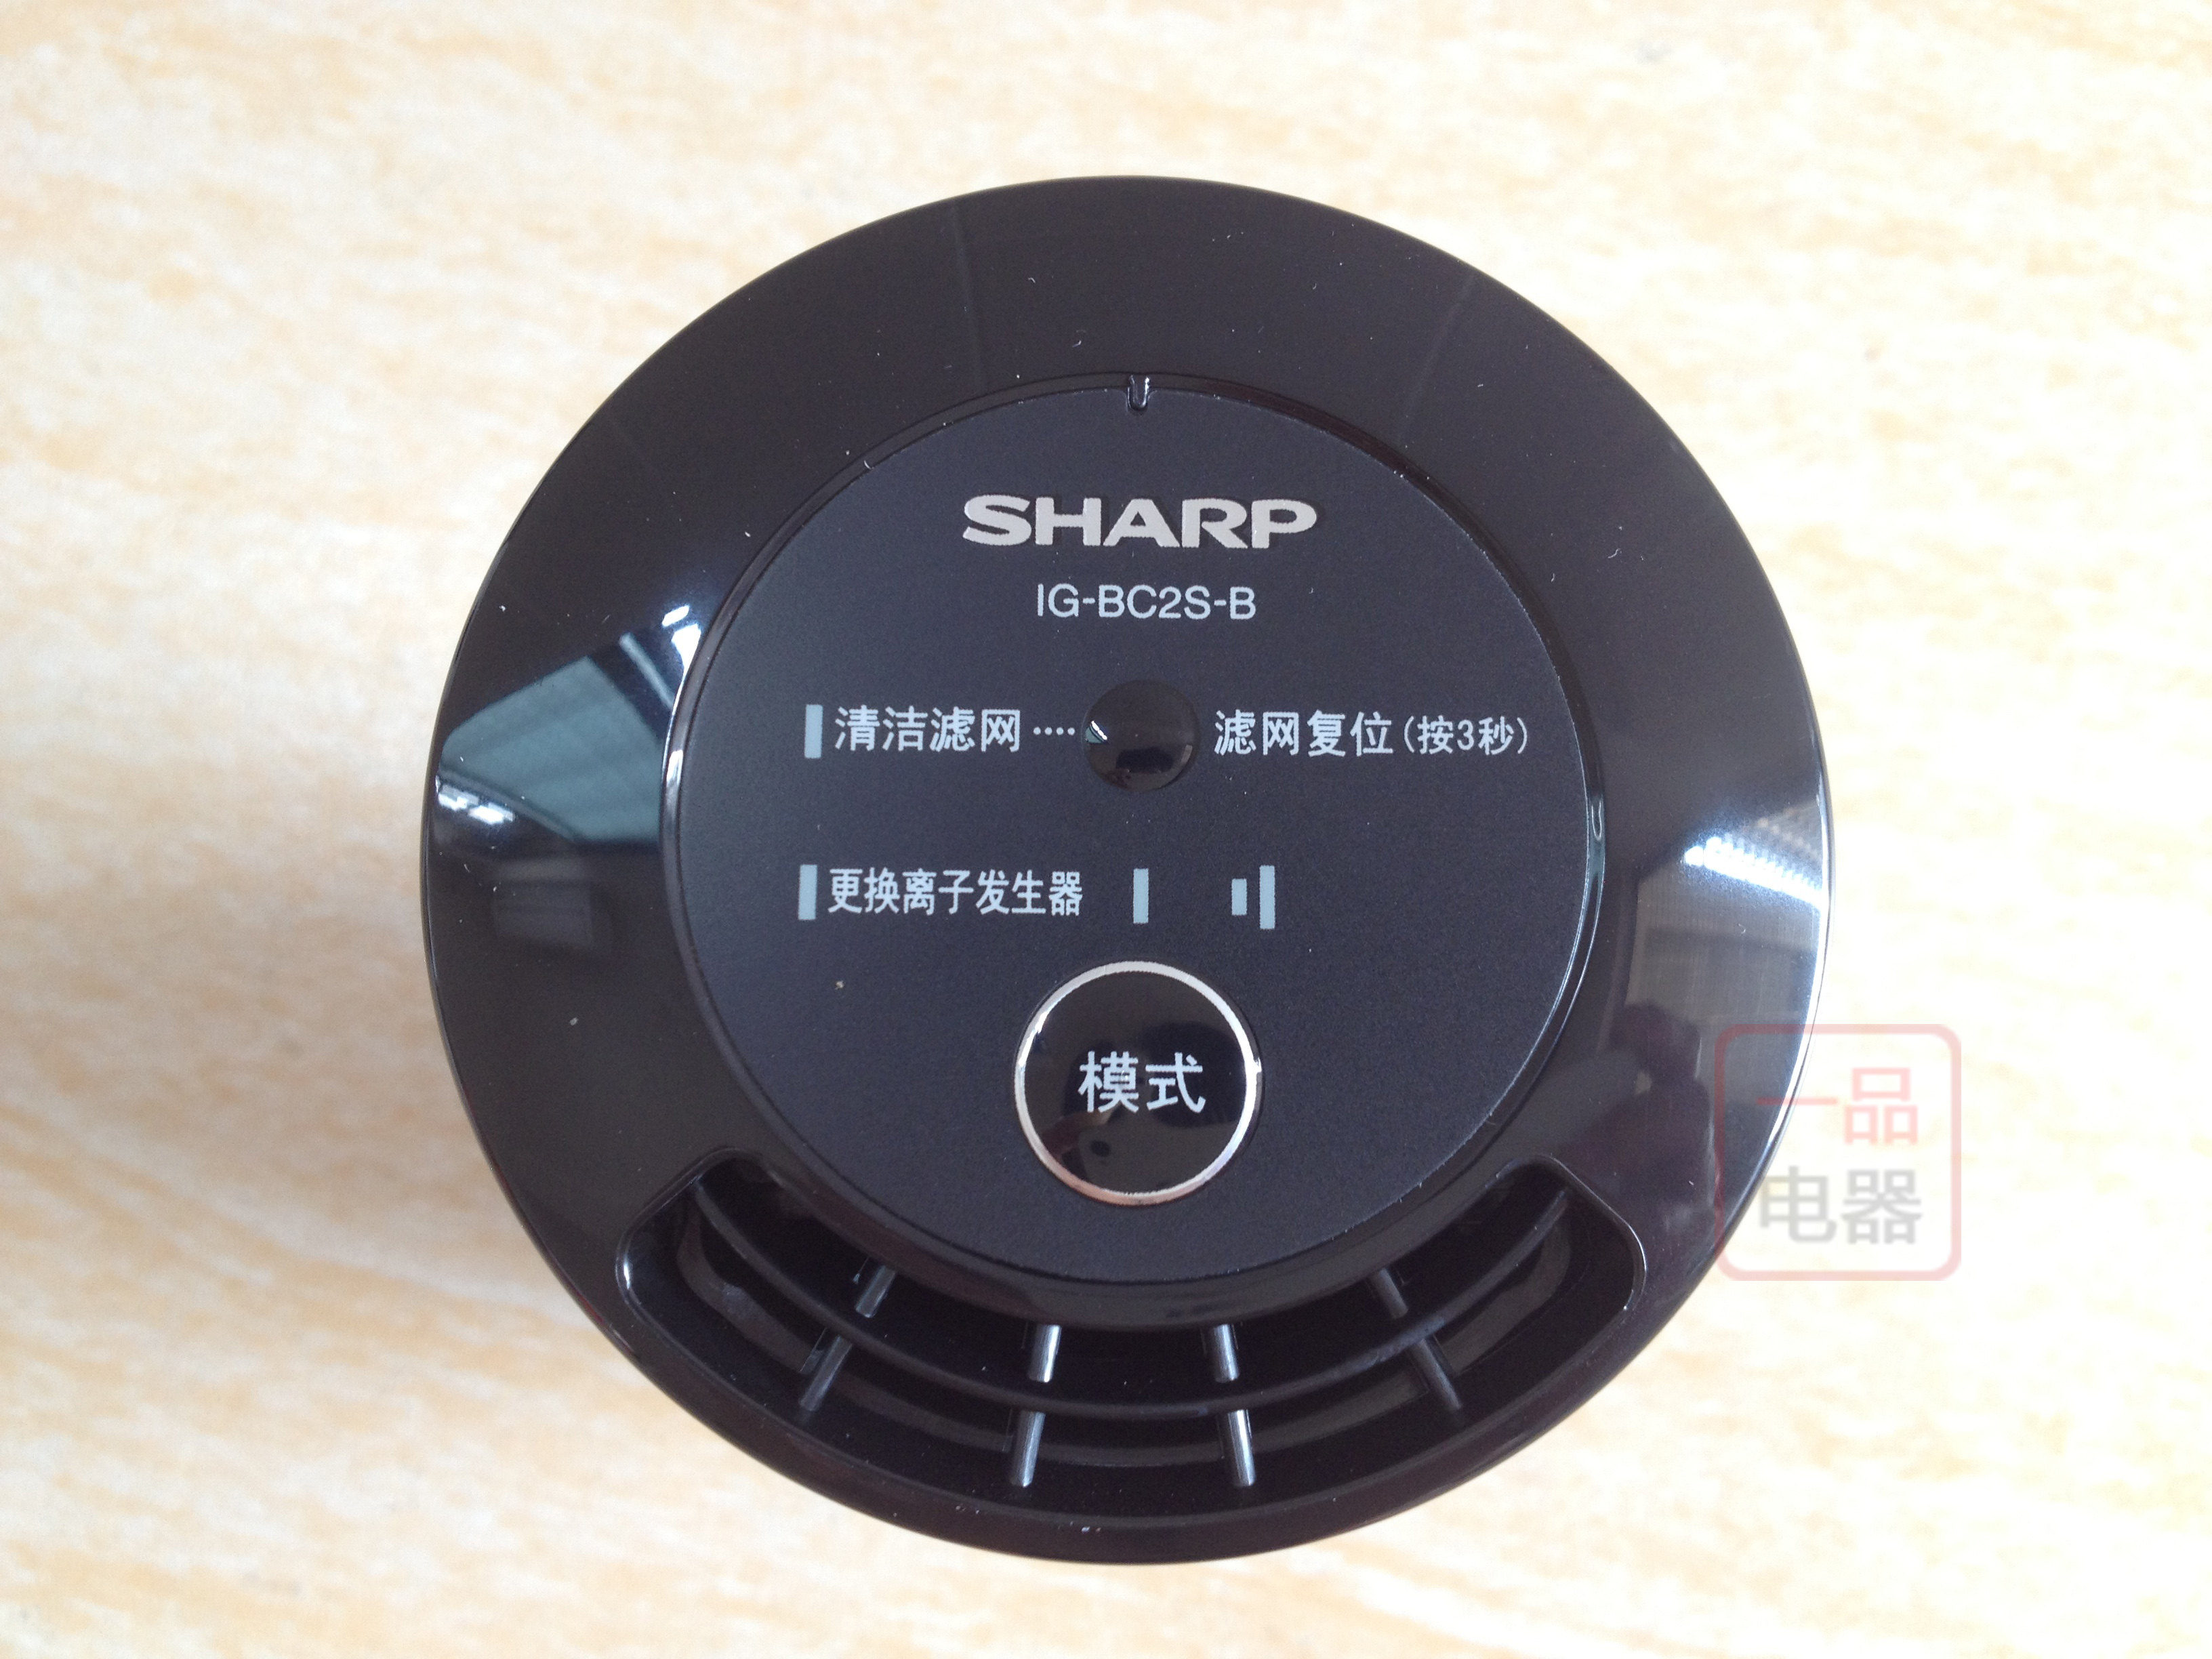 SHARP
IG-BC2S-B
清洁滤网···· 滤网复位(按3秒)
更换离子发生器
模式
一品
电器